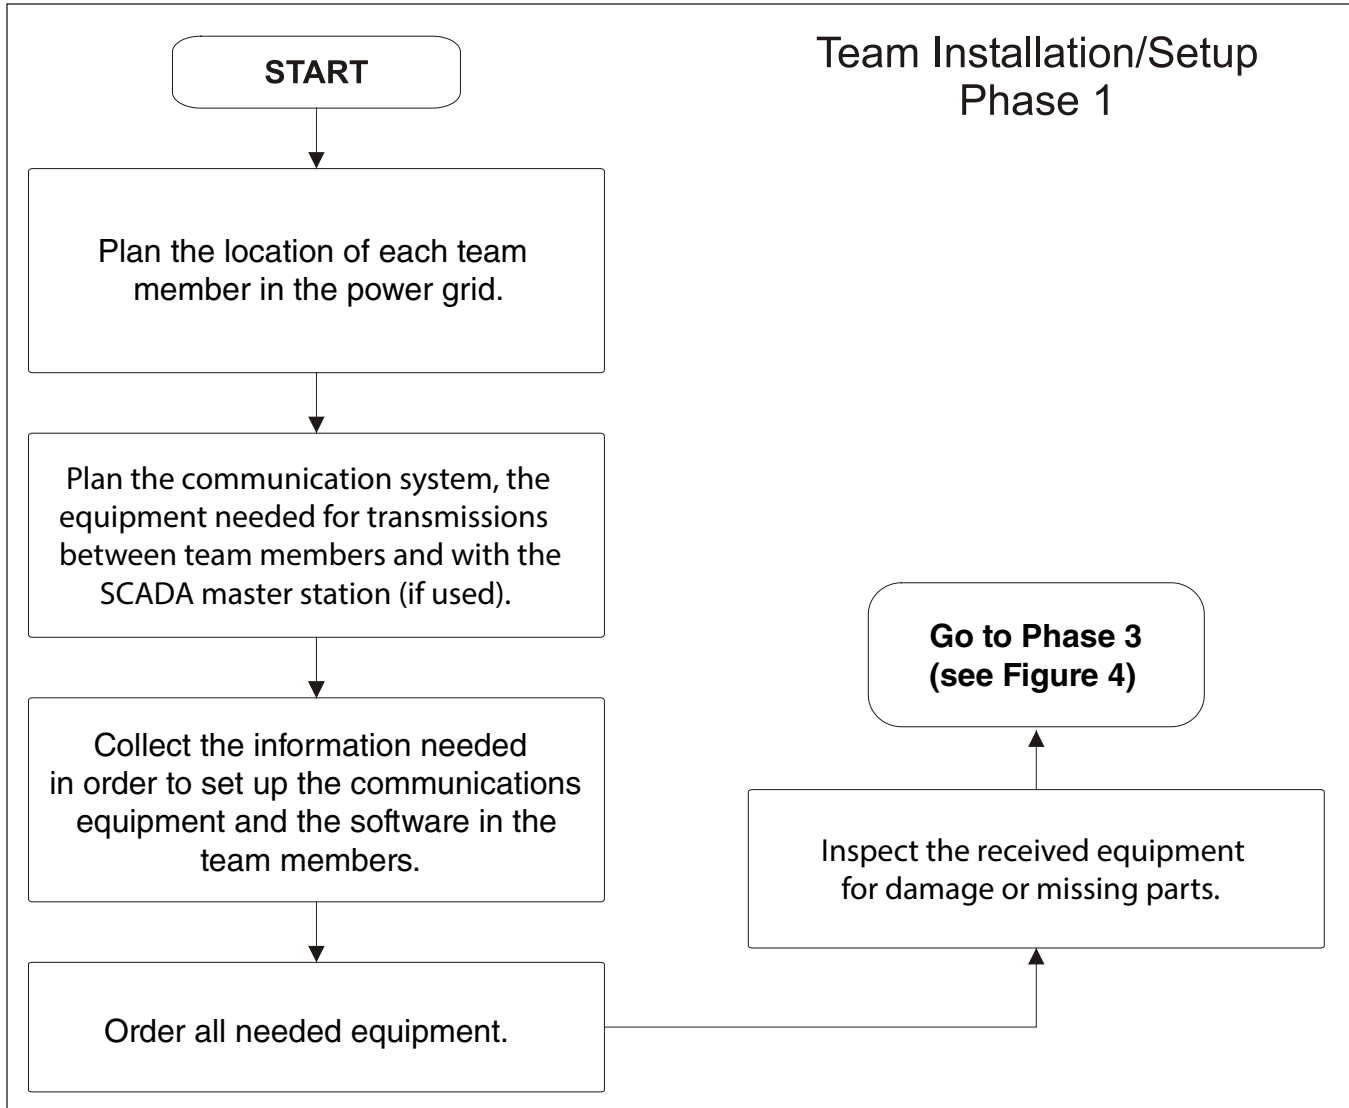 Team Installation/Setup
Phase 1
START
Plan the location of each team
member in the power grid.
Plan the communication system, the
equipment needed for transmissions
between team members and with the
SCADA master station (if used).
Collect the information needed
in order to set up the communications
equipment and the software in the
team members.
Order all needed equipment.
Inspect the received equipment
for damage or missing parts.
Go to Phase 3
(see Figure 4)